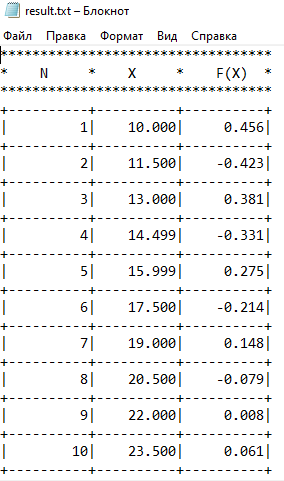 result.txt – Блокнот
Файл Правка Формат Вид Справка
**********************************
*    N     *    X     *    F(X)  *
**********************************
+----------+----------+----------+
|         1|    10.000|     0.456|
+----------+----------+----------+
|         2|    11.500|    -0.423|
+----------+----------+----------+
|         3|    13.000|     0.381|
+----------+----------+----------+
|         4|    14.499|    -0.331|
+----------+----------+----------+
|         5|    15.999|     0.275|
+----------+----------+----------+
|         6|    17.500|    -0.214|
+----------+----------+----------+
|         7|    19.000|     0.148|
+----------+----------+----------+
|         8|    20.500|    -0.079|
+----------+----------+----------+
|         9|    22.000|     0.008|
+----------+----------+----------+
|        10|    23.500|     0.061|
+----------+----------+----------+